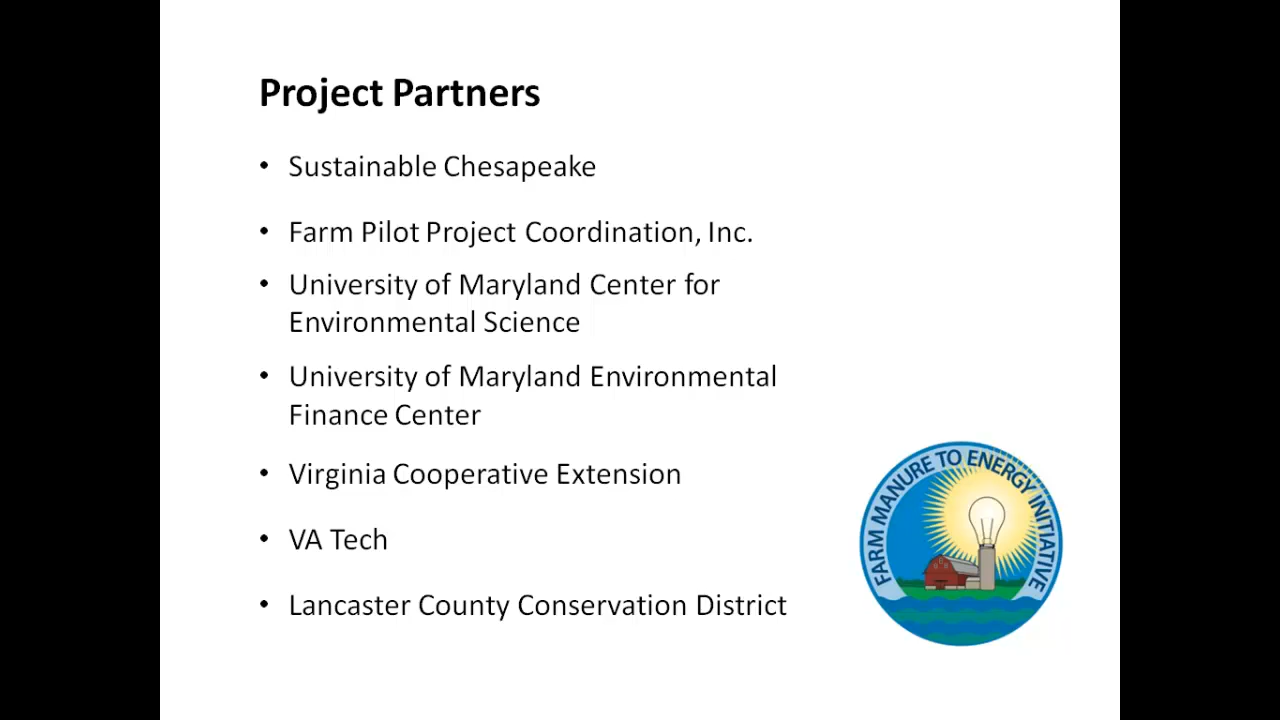 Project Partners
• Sustainable Chesapeake
• Farm Pilot Project Coordination, Inc.
• University of Maryland Center for
Environmental Science
• University of Maryland Environmental
Finance Center
• Virginia Cooperative Extension
• VA Tech
• Lancaster County Conservation District
FARM MANURE TO ENERGY INITIATIVE